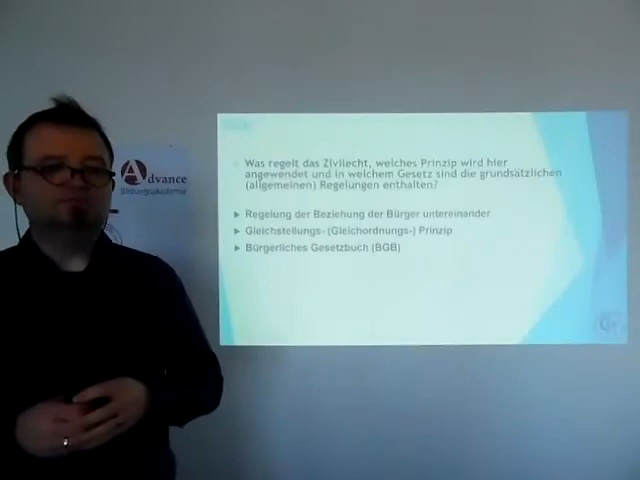 Advance
Bildungsakademie
Was regelt das Zivilecht, welches Prinzip wird hier
angewendet und in welchem Gesetz sind die grundsätzlichen
(allgemeinen) Regelungen enthalten?
Regelung der Beziehung der Bürger untereinander
Gleichstellungs- (Gleichordnungs-) Prinzip
Bürgerliches Gesetzbuch (BGB)